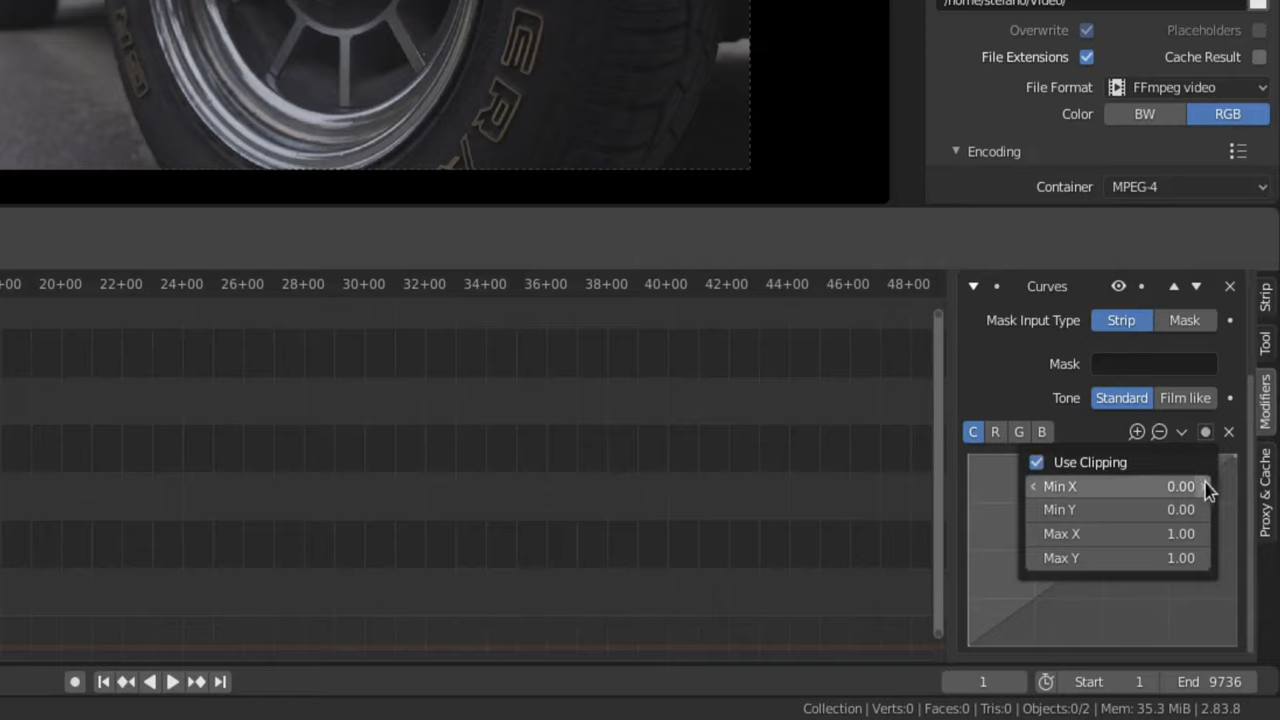 /home/stefano/Video/
Overwrite Placeholders
File Extensions Cache Result
File Format FFmpeg video
Color BW RGB
Encoding
Container MPEG-4
ERA
+00 20+00 22+00 24+00 26+00 28+00 30+00 32+00 34+00 36+00 38+00 40+00 42+00 44+00 46+00 48+00
Curves
Mask Input Type Strip Mask
Mask
Tone Standard Film like
C R G B
Use Clipping
Min X 0.00
Min Y 0.00
Max X 1.00
Max Y 1.00
Strip
Tool
Modifiers
Proxy & Cache
1 Start 1 End 9736
Collection | Verts:0 | Faces:0 | Tris:0 | Objects:0/2 | Mem: 35.3 MiB | 2.83.8